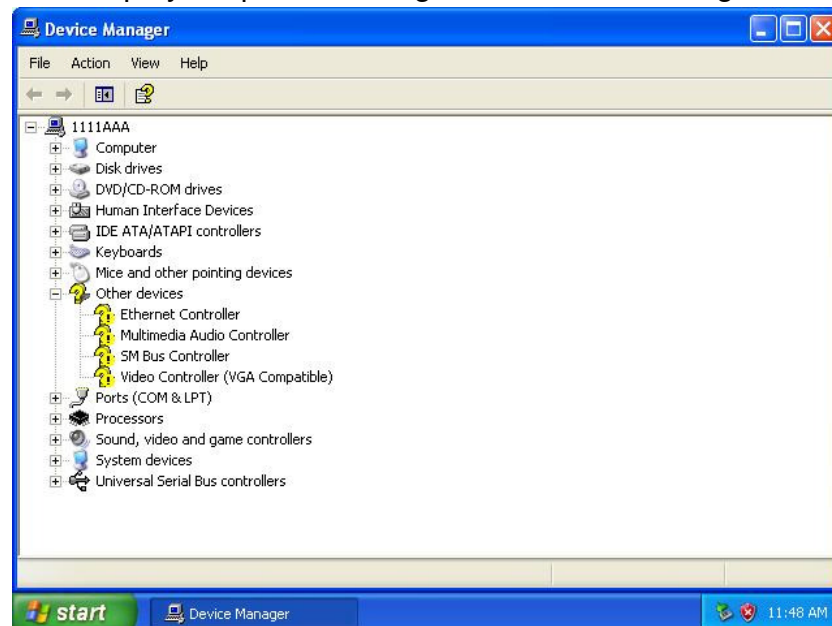 Device Manager
File Action View Help
1111AAA
Computer
Disk drives
DVD/CD-ROM drives
Human Interface Devices
IDE ATA/ATAPI controllers
Keyboards
Mice and other pointing devices
Other devices
Ethernet Controller
Multimedia Audio Controller
SM Bus Controller
Video Controller (VGA Compatible)
Ports (COM & LPT)
Processors
Sound, video and game controllers
System devices
Universal Serial Bus controllers
start Device Manager 11:48 AM